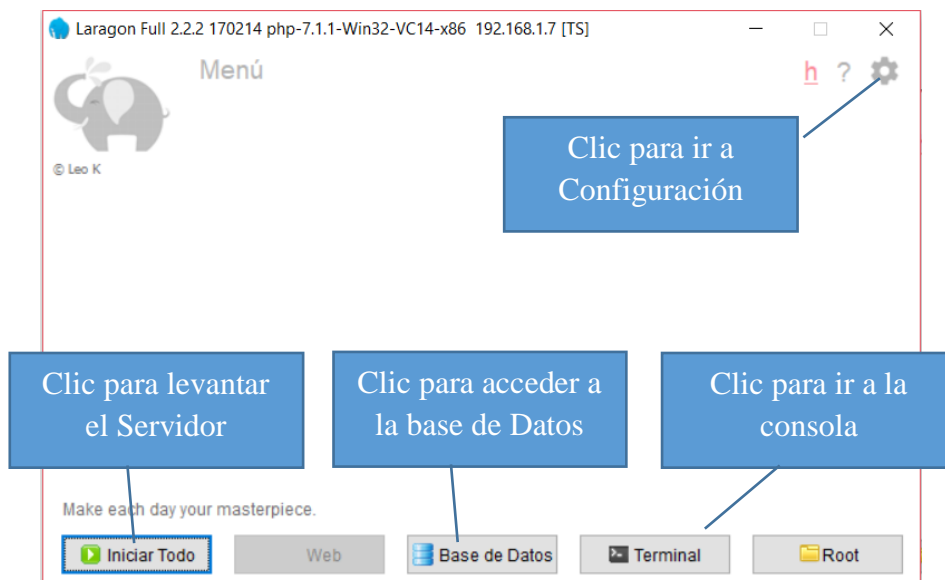 Laragon Full 2.2.2 170214 php-7.1.1-Win32-VC14-x86 192.168.1.7 [TS]
Menú
h ?
© Leo K
Clic para ir a
Configuración
Clic para levantar
el Servidor
Clic para acceder a
la base de Datos
Clic para ir a la
consola
Make each day your masterpiece.
Iniciar Todo
Web
Base de Datos
Terminal
Root